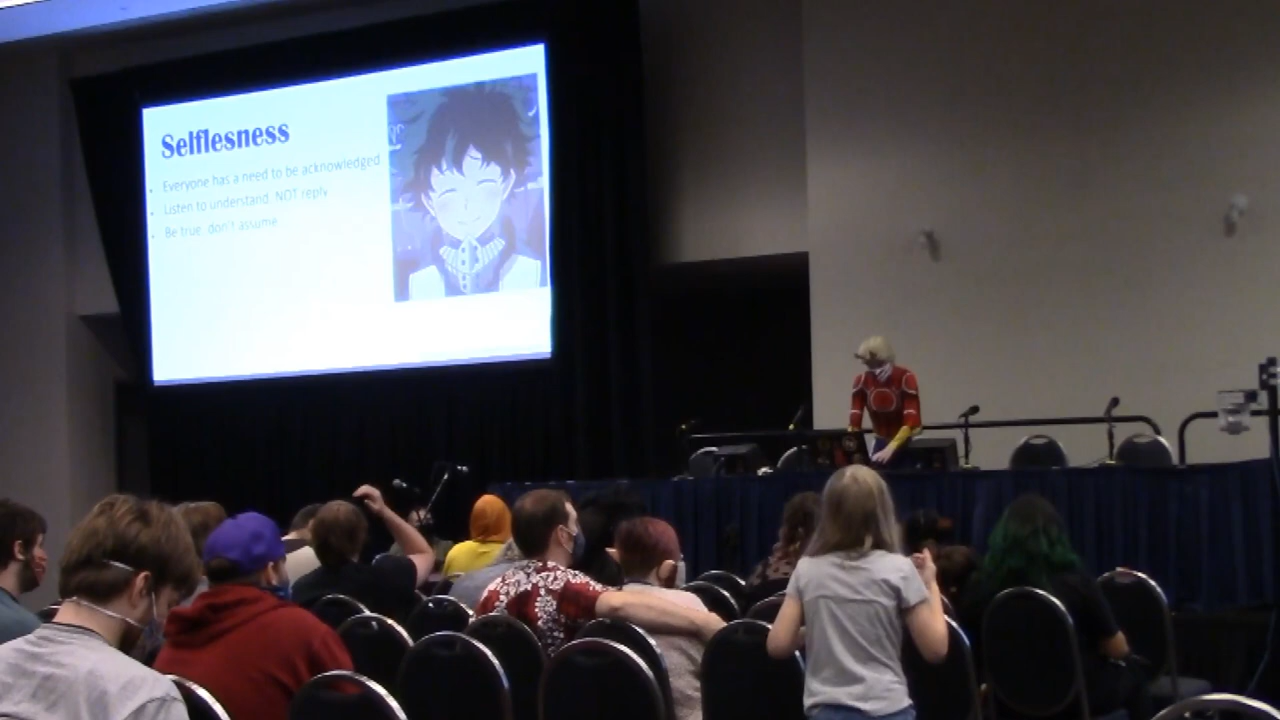 Selflesness
• Everyone has a need to be acknowledged
• Listen to understand, NOT reply
• Be true, don't assume